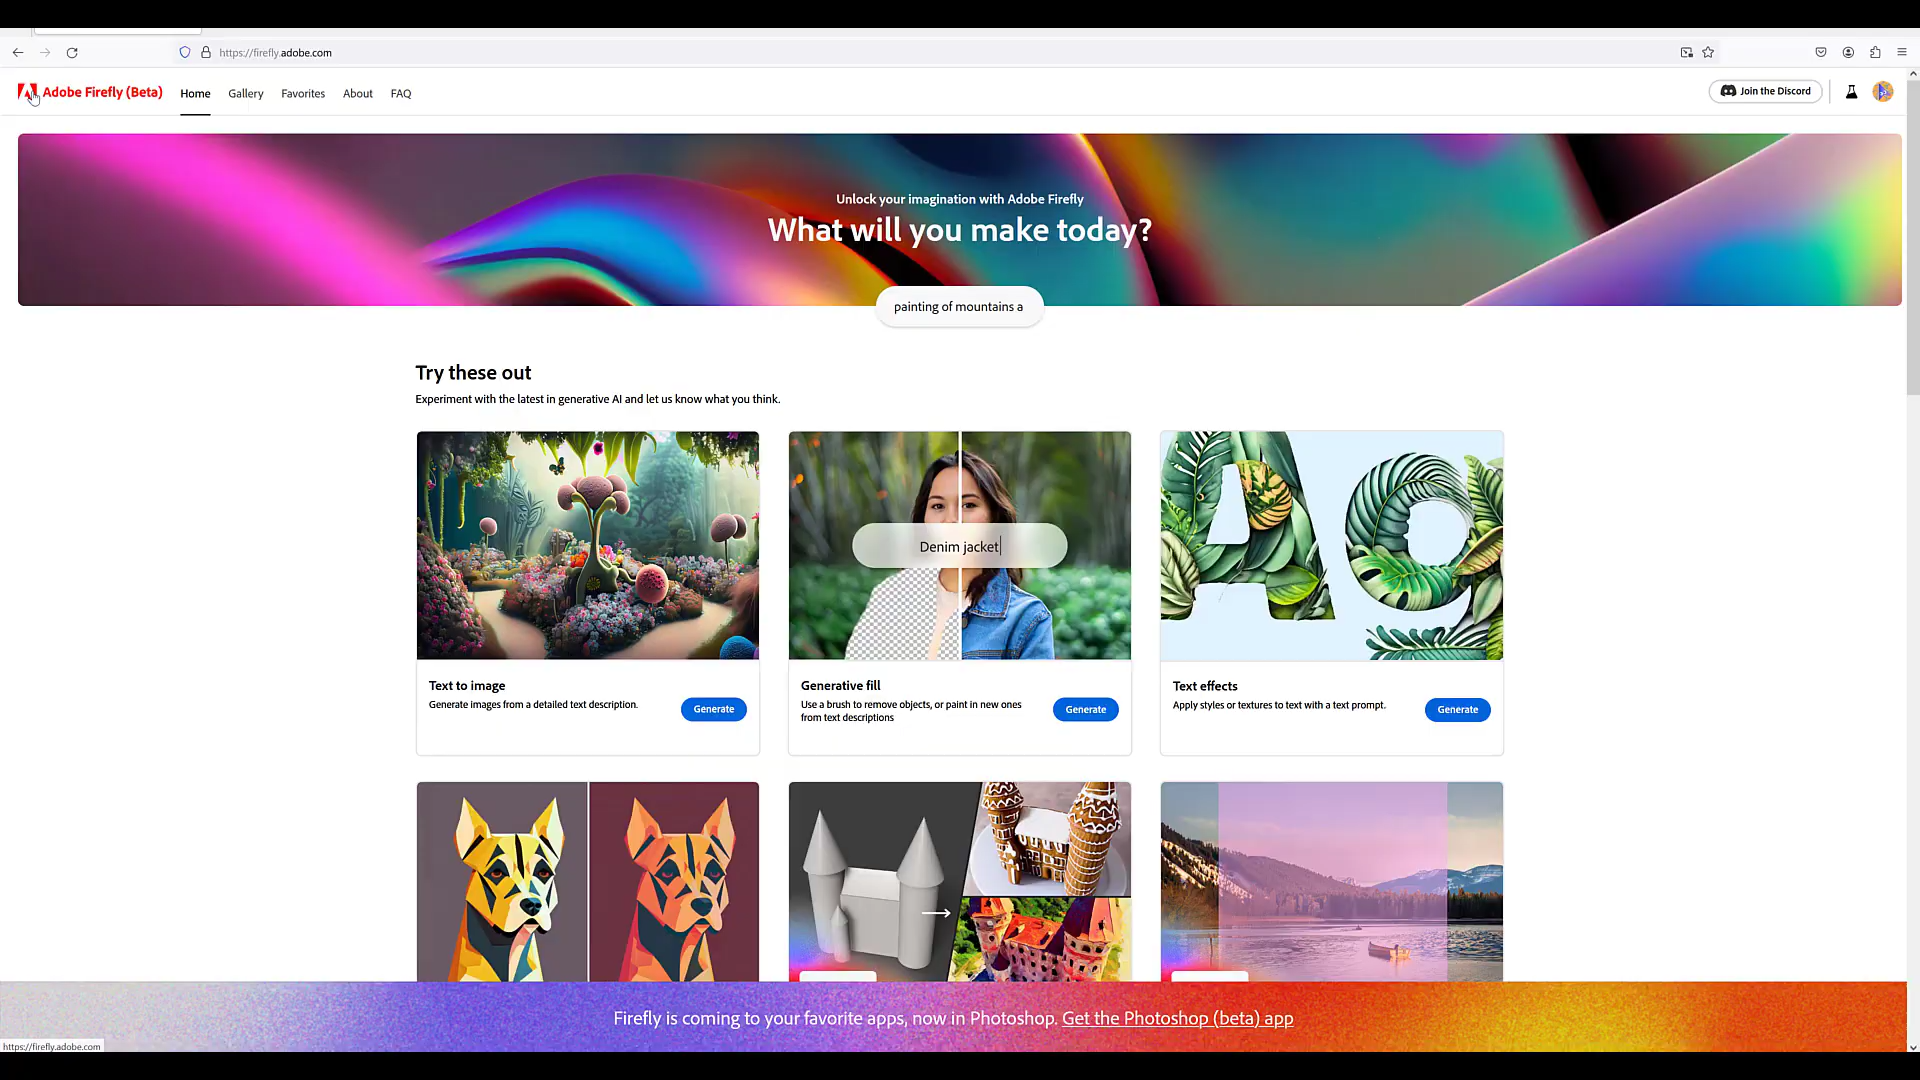 https://firefly.adobe.com
Adobe Firefly (Beta)
Home
Gallery
Favorites
About
FAQ
Join the Discord
Unlock your imagination with Adobe Firefly
What will you make today?
painting of mountains a
Try these out
Experiment with the latest in generative AI and let us know what you think.
Denim jacket
Ag
Text to image
Generate images from a detailed text description.
Generate
Generative fill
Use a brush to remove objects, or paint in new ones
from text descriptions
Generate
Text effects
Apply styles or textures to text with a text prompt.
Generate
Firefly is coming to your favorite apps, now in Photoshop. Get the Photoshop (beta) app
https://firefly.adobe.com